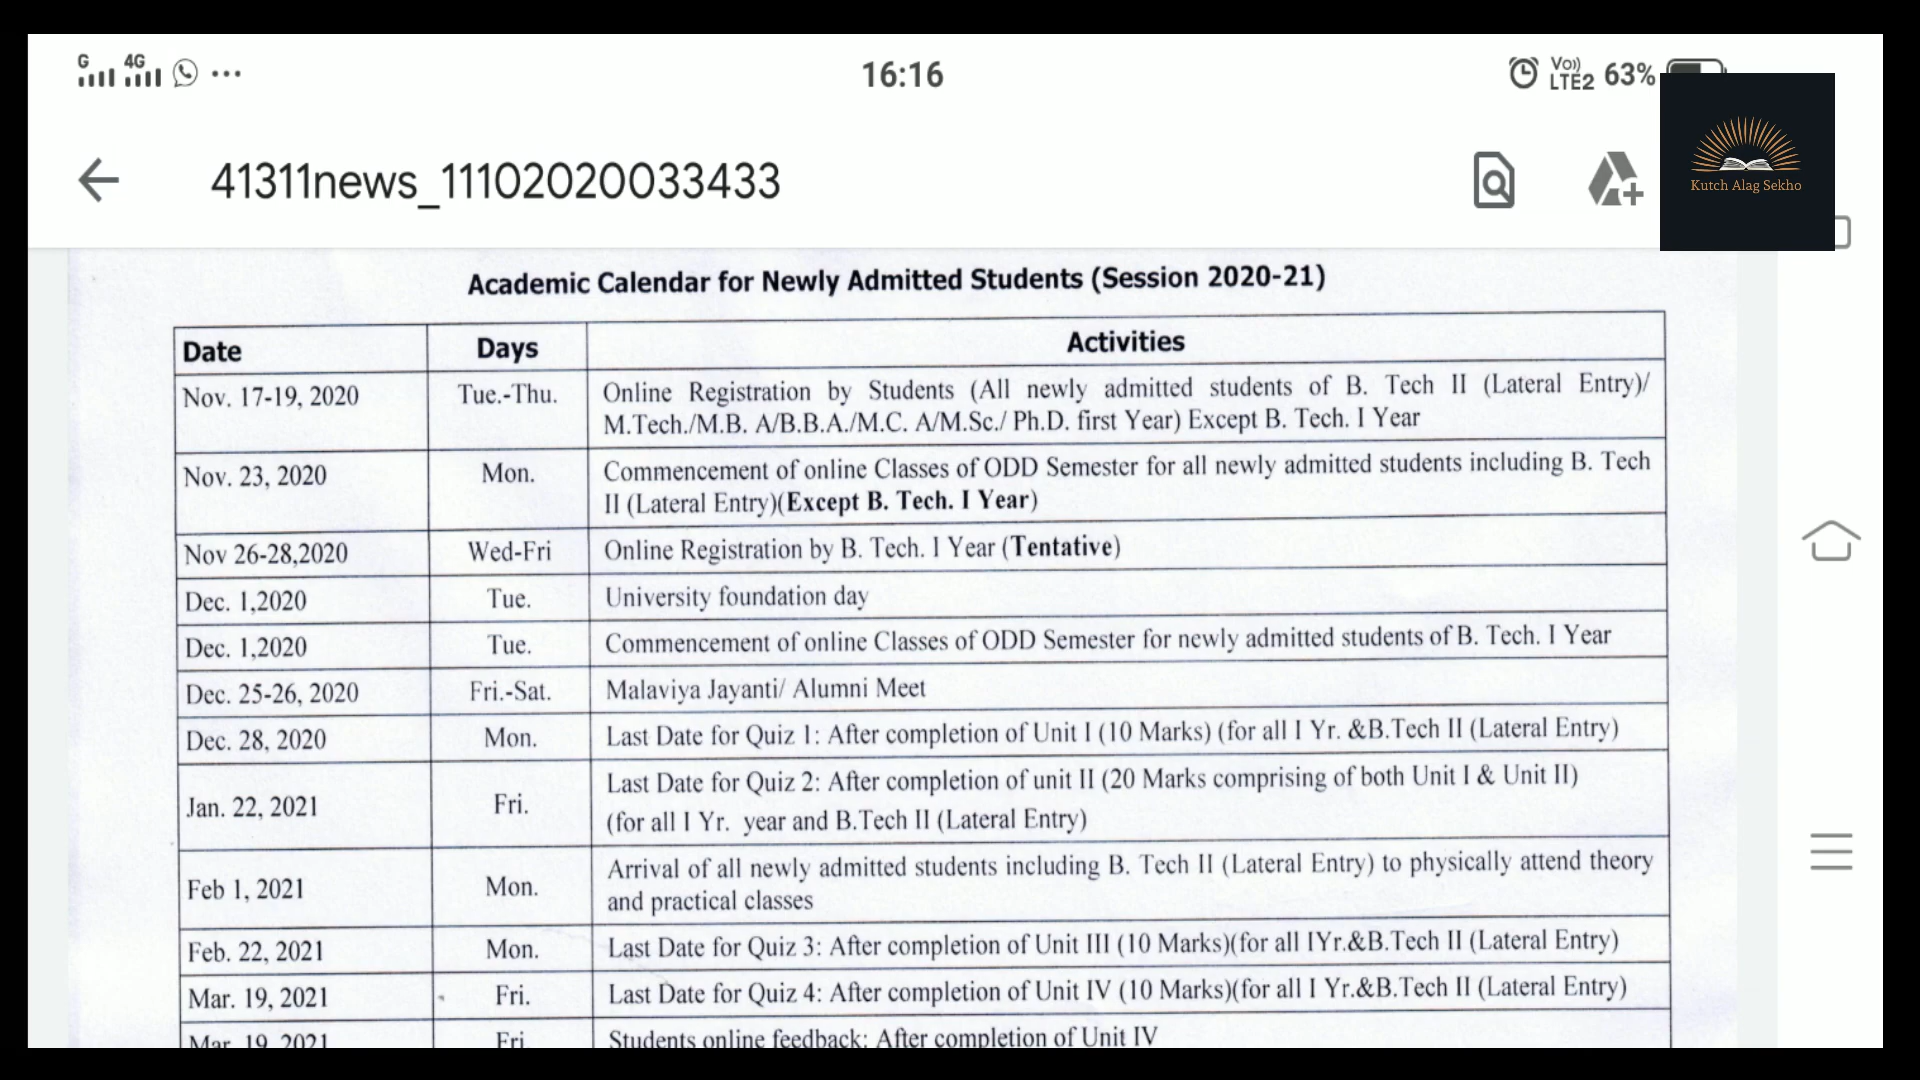 G 4G 16:16 Vo)) LTE2 63%
41311news_11102020033433
Kutch Alag Sekho
Academic Calendar for Newly Admitted Students (Session 2020-21)
Date Days Activities
Nov. 17-19, 2020 Tue.-Thu. Online Registration by Students (All newly admitted students of B. Tech II (Lateral Entry)/
M.Tech./M.B. A/B.B.A./M.C. A/M.Sc./ Ph.D. first Year) Except B. Tech. I Year
Nov. 23, 2020 Mon. Commencement of online Classes of ODD Semester for all newly admitted students including B. Tech
II (Lateral Entry)(Except B. Tech. I Year)
Nov 26-28,2020 Wed-Fri Online Registration by B. Tech. I Year (Tentative)
Dec. 1,2020 Tue. University foundation day
Dec. 1,2020 Tue. Commencement of online Classes of ODD Semester for newly admitted students of B. Tech. I Year
Dec. 25-26, 2020 Fri.-Sat. Malaviya Jayanti/ Alumni Meet
Dec. 28, 2020 Mon. Last Date for Quiz 1: After completion of Unit I (10 Marks) (for all I Yr. &B.Tech II (Lateral Entry)
Jan. 22, 2021 Fri. Last Date for Quiz 2: After completion of unit II (20 Marks comprising of both Unit I & Unit II)
(for all I Yr. year and B.Tech II (Lateral Entry)
Feb 1, 2021 Mon. Arrival of all newly admitted students including B. Tech II (Lateral Entry) to physically attend theory
and practical classes
Feb. 22, 2021 Mon. Last Date for Quiz 3: After completion of Unit III (10 Marks)(for all IYr.&B.Tech II (Lateral Entry)
Mar. 19, 2021 Fri. Last Date for Quiz 4: After completion of Unit IV (10 Marks)(for all I Yr.&B.Tech II (Lateral Entry)
Mar. 19, 2021 Fri Students online feedback: After completion of Unit IV